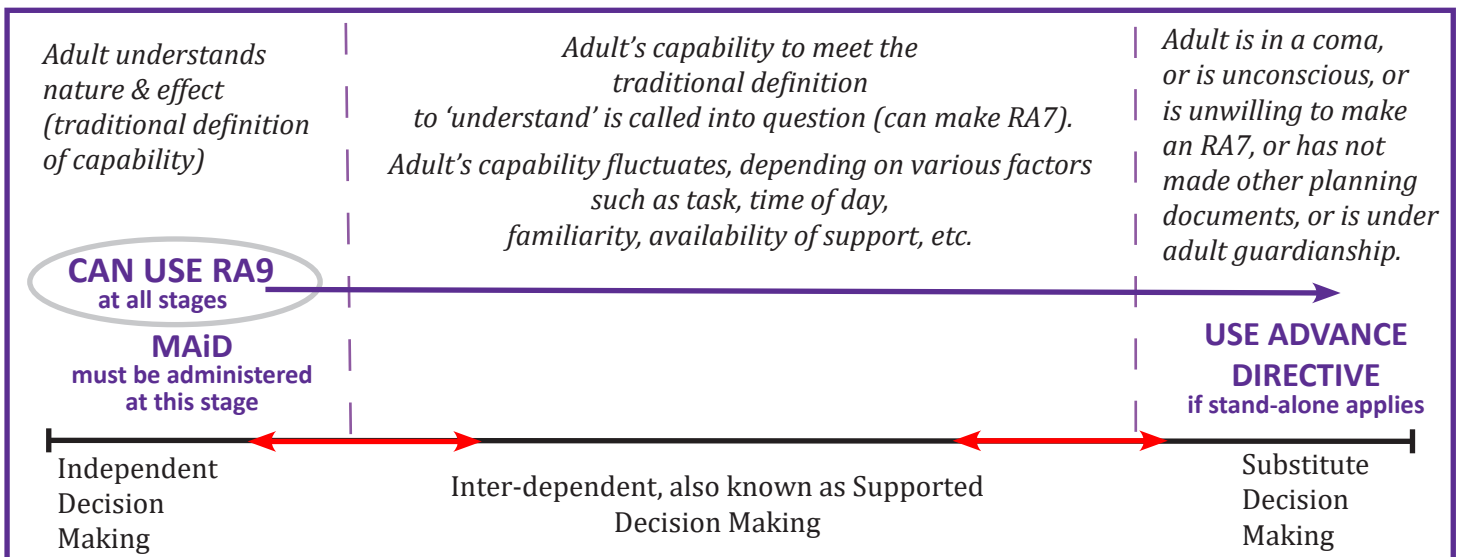 Adult understands
nature & effect
(traditional definition
of capability)
Adult’s capability to meet the
traditional definition
to ‘understand’ is called into question (can make RA7).
Adult’s capability fluctuates, depending on various factors
such as task, time of day,
familiarity, availability of support, etc.
Adult is in a coma,
or is unconscious, or
is unwilling to make
an RA7, or has not
made other planning
documents, or is under
adult guardianship.
CAN USE RA9
at all stages
MAiD
must be administered
at this stage
USE ADVANCE
DIRECTIVE
if stand-alone applies
Independent
Decision
Making
Inter-dependent, also known as Supported
Decision Making
Substitute
Decision
Making